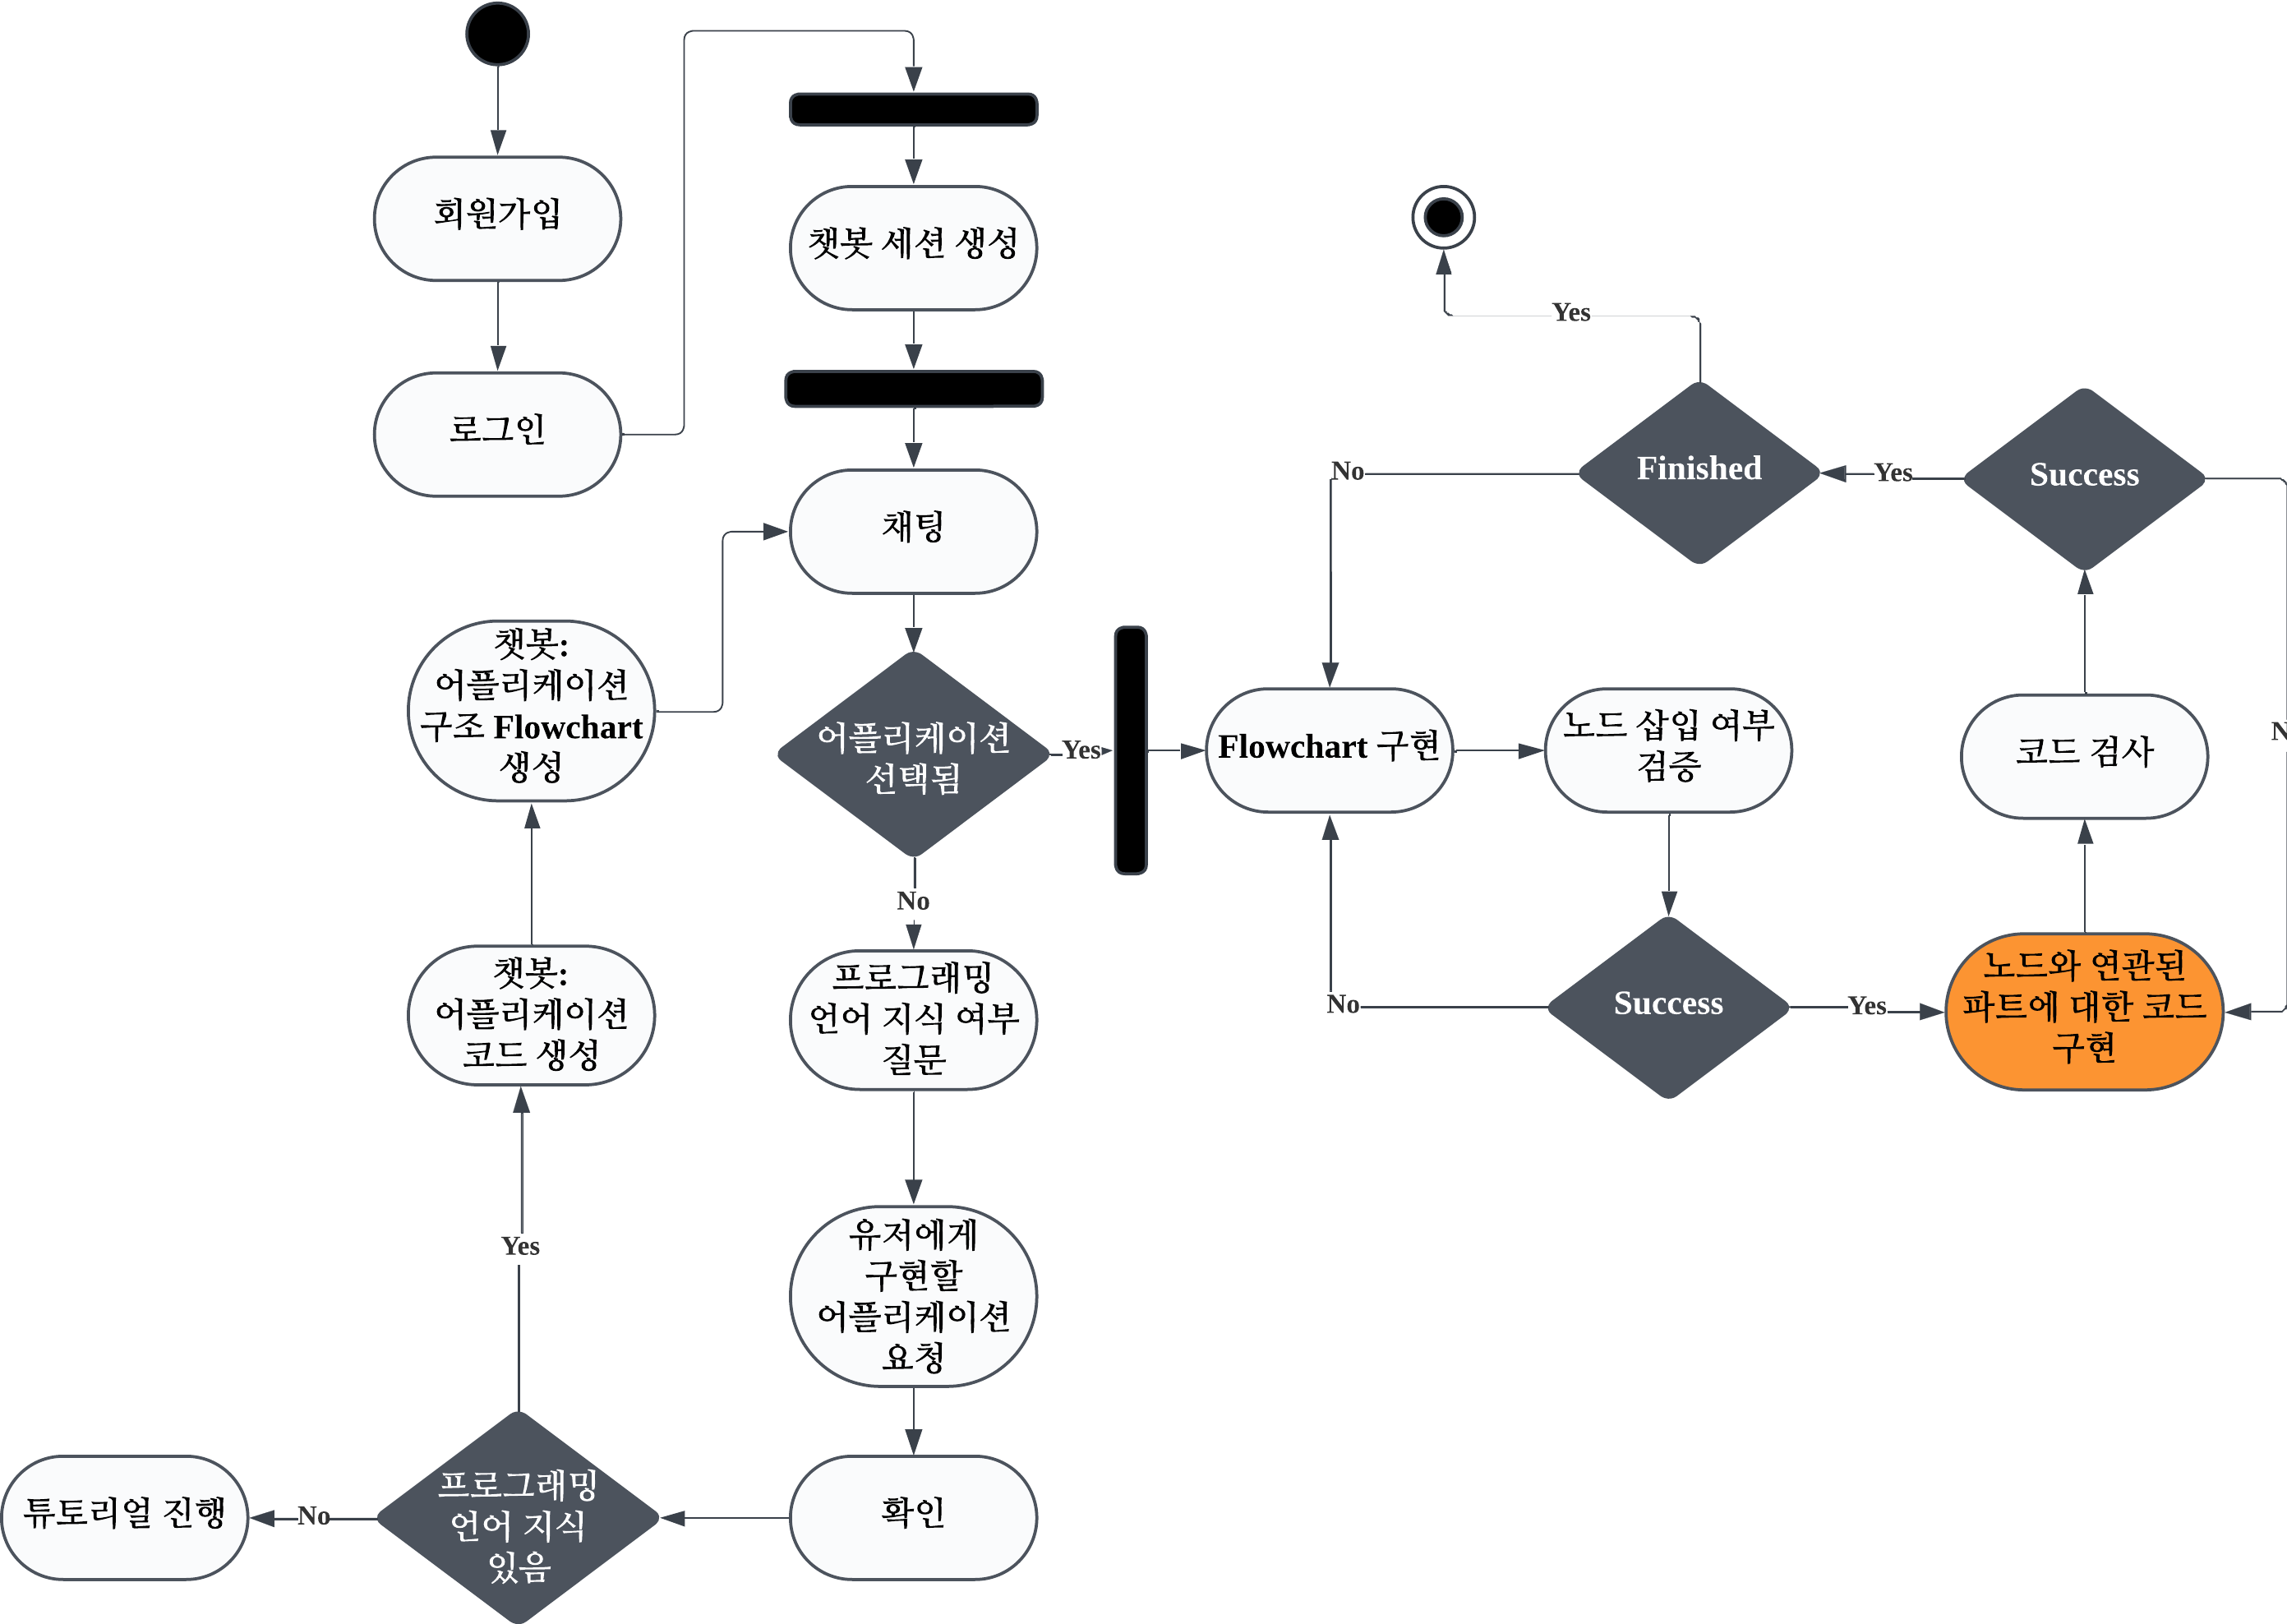 회원가입
로그인
챗봇 세션 생성
채팅
챗봇:
어플리케이션
구조 Flowchart
생성
어플리케이션
선택됨
Yes
No
챗봇:
어플리케이션
코드 생성
프로그래밍
언어 지식 여부
질문
유저에게
구현할
어플리케이션
요청
Yes
확인
프로그래밍
언어 지식
있음
No
튜토리얼 진행
Yes
Finished
No
Yes
Success
Flowchart 구현
노드 삽입 여부
검증
코드 검사
No
Success
Yes
노드와 연관된
파트에 대한 코드
구현